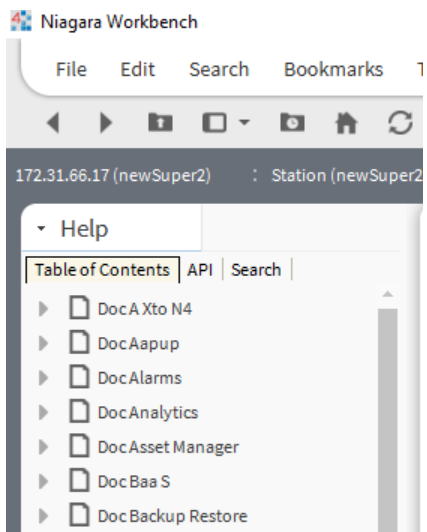 Niagara Workbench
File Edit Search Bookmarks
172.31.66.17 (newSuper2) : Station (newSuper2
Help
Table of Contents API Search
Doc A Xto N4
Doc Aapup
Doc Alarms
Doc Analytics
Doc Asset Manager
Doc Baa S
Doc Backup Restore